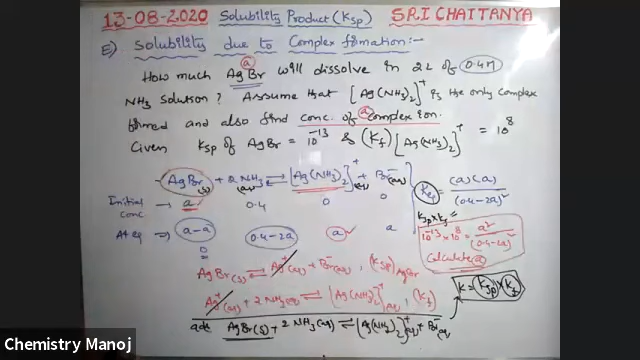 13-08-2020 Solubility Product (Ksp) SRI CHAITANYA
E) Solubility due to Complex formation:-
How much AgBr will dissolve in 2L of 0.4M
a
NH3 solution? Assume that [Ag(NH3)2]+ is the only complex
formed and also find conc. of complex ion.
a
Given Ksp of AgBr = 10^-13 & (Kf)[Ag(NH3)2]+ = 10^8
AgBr(s) + 2NH3(aq) ⇌ [Ag(NH3)2]+(aq) + Br-(aq)
Initial conc → a ✓ 0.4 0 0
At eq ⇒ a-a 0.4-2a a ✓ a
0
Keq = (a)(a)/(0.4-2a)^2
Ksp×Kf =
10^-13 × 10^8 = a^2/(0.4-2a)^2
Calculate a
AgBr(s) ⇌ Ag+(aq) + Br-(aq), (Ksp)AgBr
Ag+(aq) + 2NH3(aq) ⇌ [Ag(NH3)2]+(aq), (Kf)
add AgBr(s) + 2NH3(aq) ⇌ [Ag(NH3)2]+(aq) + Br-(aq)
K = Ksp × Kf
Chemistry Manoj